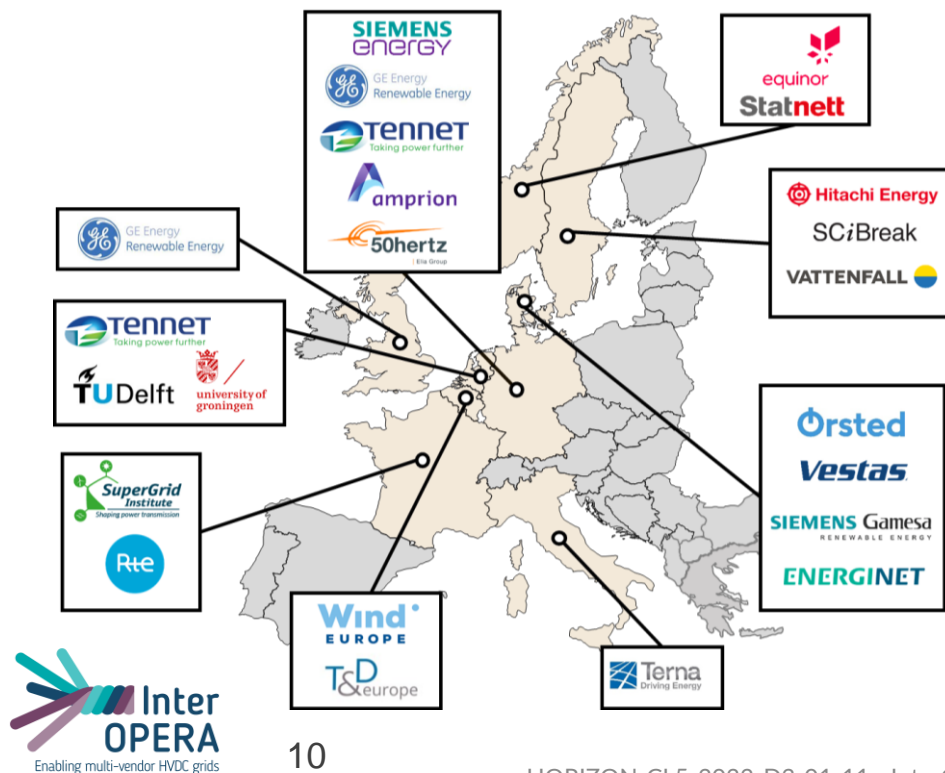 SIEMENS
energy
GE Energy
Renewable Energy
TENNET
Taking power further
Amprion
50hertz
Elia Group
equinor
Statnett
Hitachi Energy
SCiBreak
VATTENFALL
GE Energy
Renewable Energy
TENNET
Taking power further
TUDelft
university of
groningen
SuperGrid
Institute
Shaping power transmission
Rte
Wind
EUROPE
T&D
europe
Terna
Driving Energy
Ørsted
Vestas
SIEMENS Gamesa
RENEWABLE ENERGY
ENERGINET
Inter
OPERA
Enabling multi-vendor HVDC grids
10